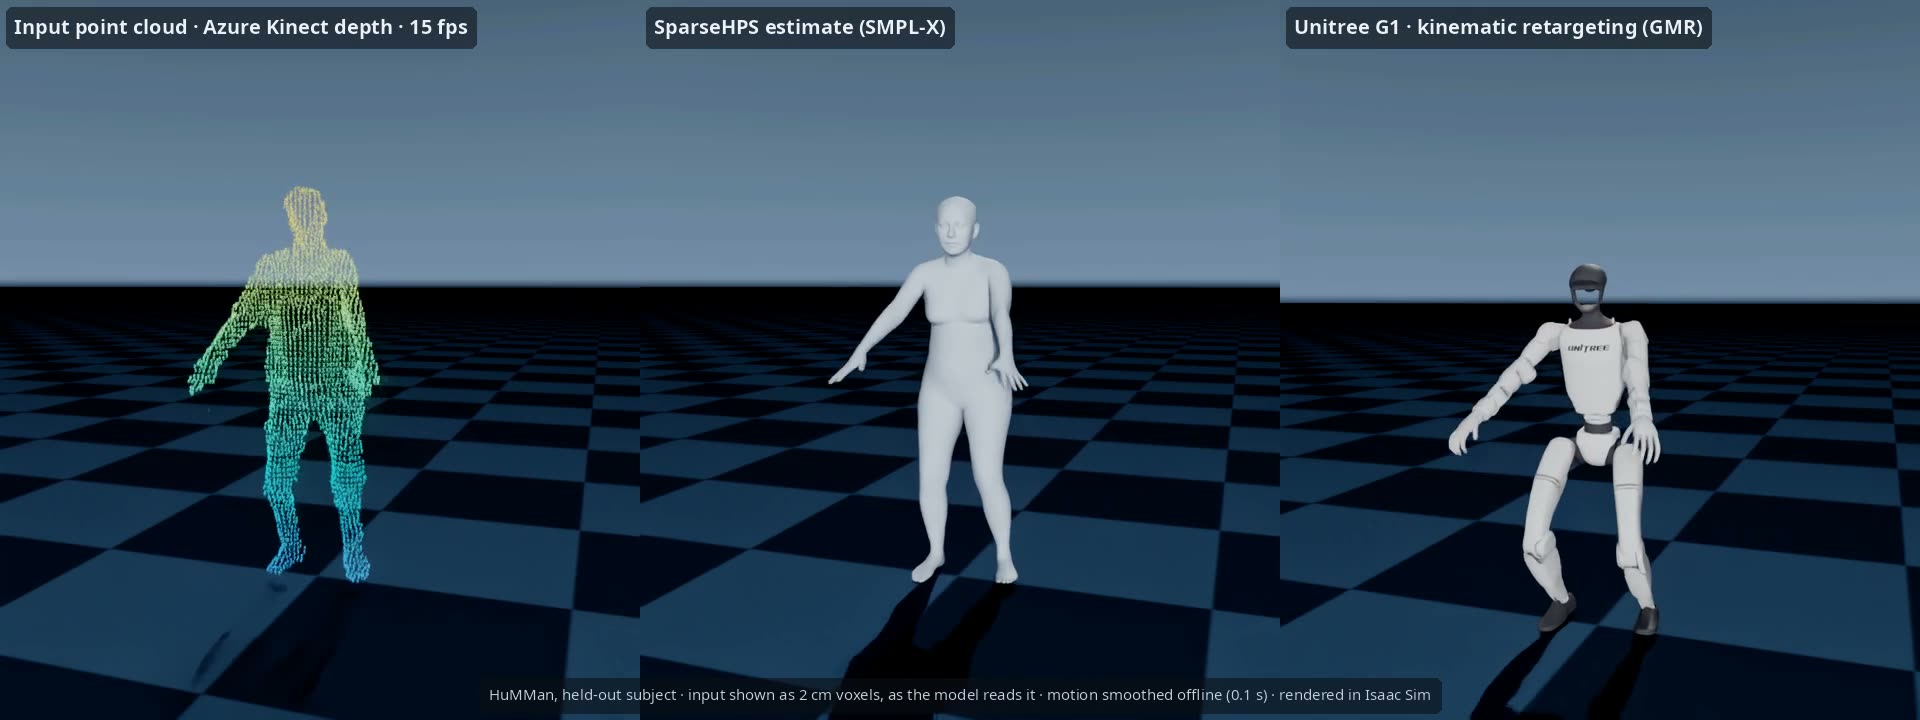 Input point cloud · Azure Kinect depth · 15 fps
SparseHPS estimate (SMPL-X)
Unitree G1 · kinematic retargeting (GMR)
UNITREE
HuMMan, held-out subject · input shown as 2 cm voxels, as the model reads it · motion smoothed offline (0.1 s) · rendered in Isaac Sim